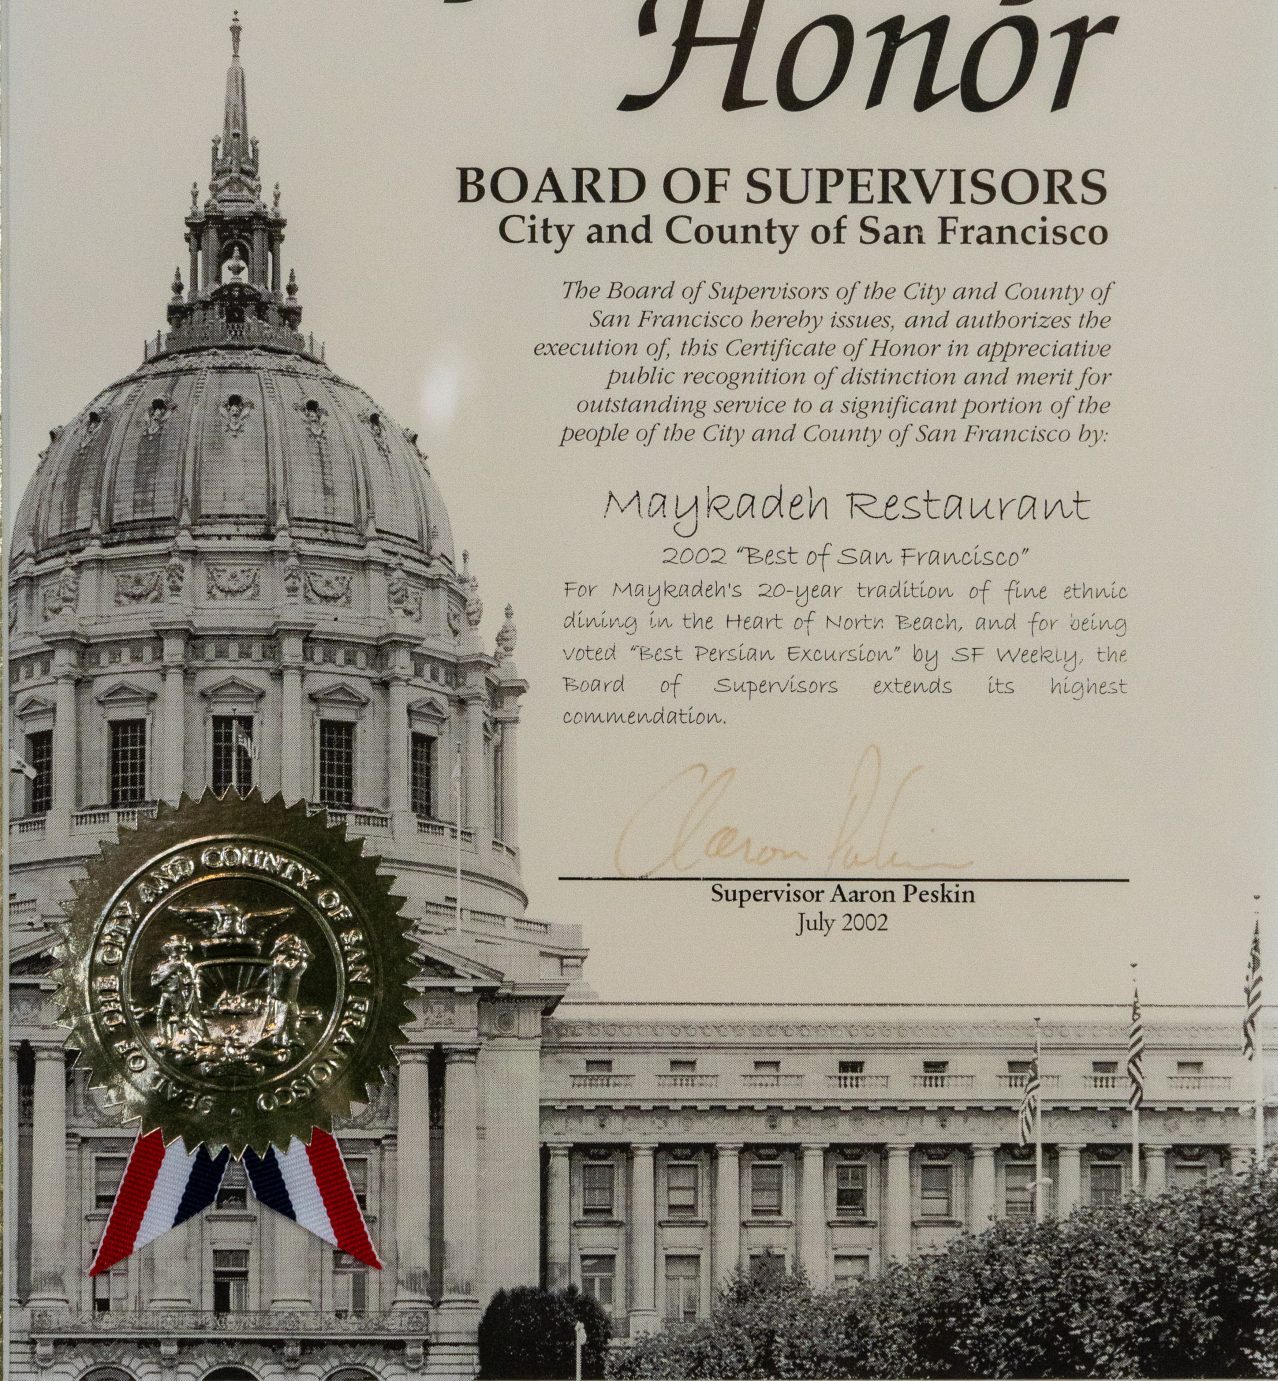 Honor
BOARD OF SUPERVISORS
City and County of San Francisco
The Board of Supervisors of the City and County of
San Francisco hereby issues, and authorizes the
execution of, this Certificate of Honor in appreciative
public recognition of distinction and merit for
outstanding service to a significant portion of the
people of the City and County of San Francisco by:
Maykadeh Restaurant
2002 "Best of San Francisco"
For Maykadeh's 20-year tradition of fine ethnic
dining in the Heart of North Beach, and for being
voted "Best Persian Excursion" by SF Weekly, the
Board of Supervisors extends its highest
commendation.
Aaron Peskin
Supervisor Aaron Peskin
July 2002
SEAL OF THE CITY AND COUNTY OF SAN FRANCISCO